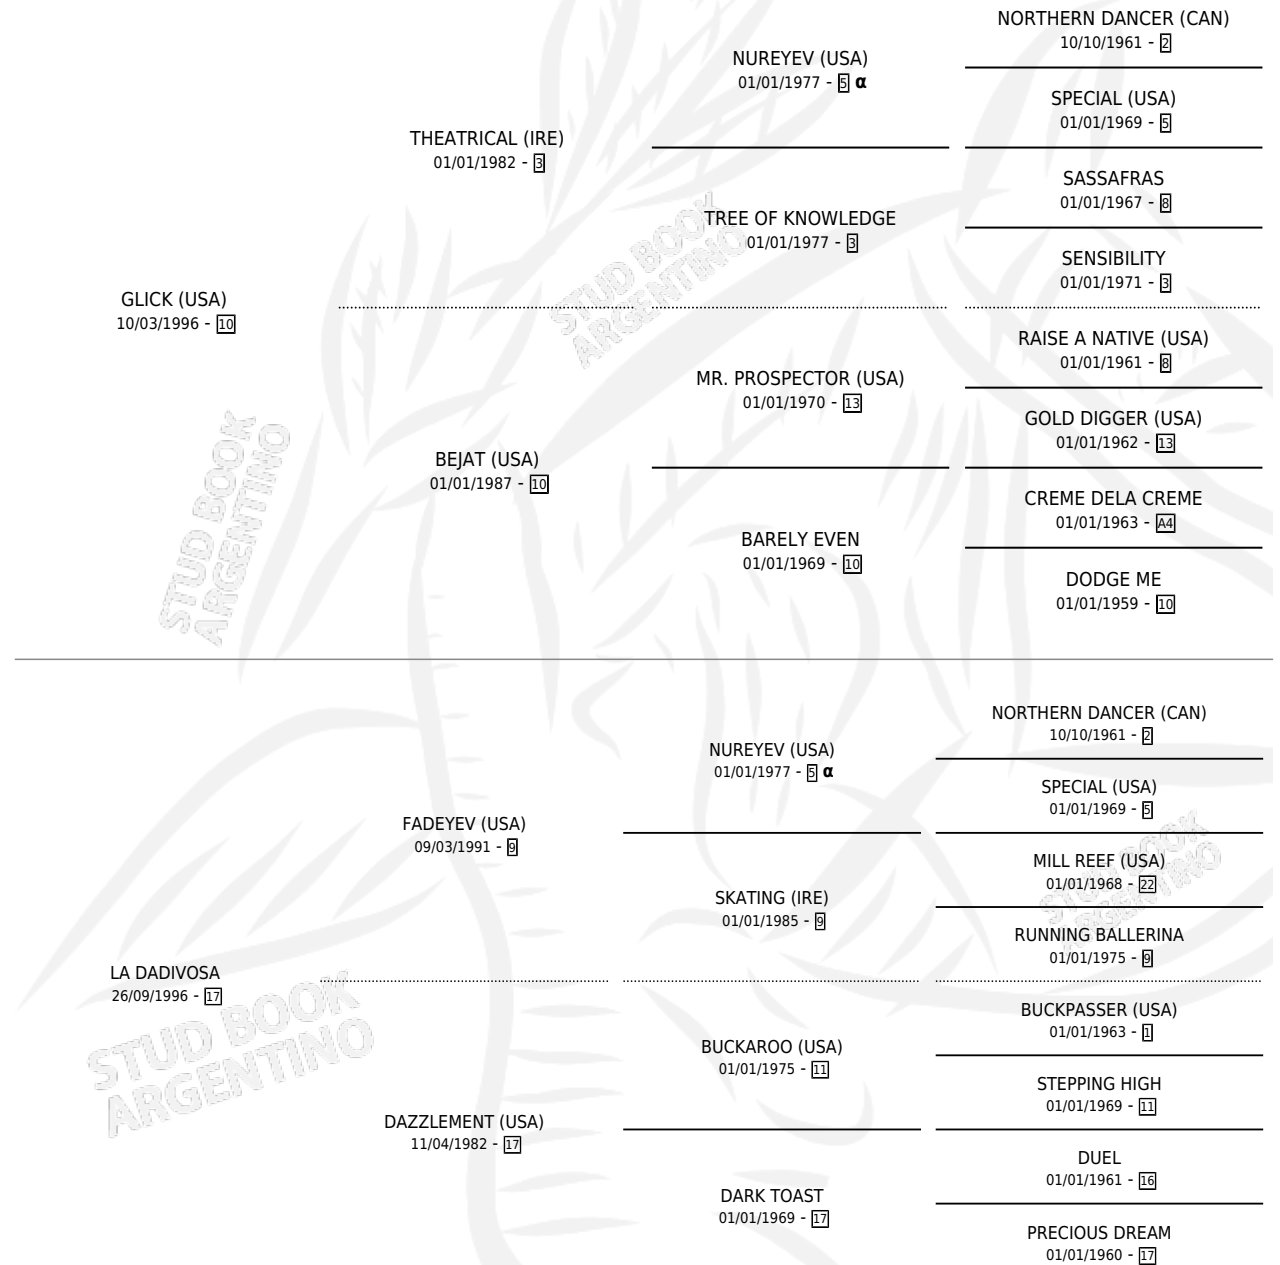 NORTHERN DANCER (CAN)
10/10/1961 - 2
NUREYEV (USA)
01/01/1977 - 5 α
SPECIAL (USA)
01/01/1969 - 5
THEATRICAL (IRE)
01/01/1982 - 3
SASSAFRAS
01/01/1967 - 8
TREE OF KNOWLEDGE
01/01/1977 - 3
SENSIBILITY
01/01/1971 - 3
STUD BOOK
ARGENTINO
GLICK (USA)
10/03/1996 - 10
RAISE A NATIVE (USA)
01/01/1961 - 8
MR. PROSPECTOR (USA)
01/01/1970 - 13
GOLD DIGGER (USA)
01/01/1962 - 13
BEJAT (USA)
01/01/1987 - 10
CREME DELA CREME
01/01/1963 - A4
BARELY EVEN
01/01/1969 - 10
DODGE ME
01/01/1959 - 10
STUD BOOK
ARGENTINO
NORTHERN DANCER (CAN)
10/10/1961 - 2
NUREYEV (USA)
01/01/1977 - 5 α
SPECIAL (USA)
01/01/1969 - 5
FADEYEV (USA)
09/03/1991 - 9
MILL REEF (USA)
01/01/1968 - 22
STUD BOOK
ARGENTINO
SKATING (IRE)
01/01/1985 - 9
RUNNING BALLERINA
01/01/1975 - 9
LA DADIVOSA
26/09/1996 - 17
STUD BOOK
ARGENTINO
BUCKPASSER (USA)
01/01/1963 - 1
BUCKAROO (USA)
01/01/1975 - 11
STEPPING HIGH
01/01/1969 - 11
DAZZLEMENT (USA)
11/04/1982 - 17
DUEL
01/01/1961 - 16
DARK TOAST
01/01/1969 - 17
PRECIOUS DREAM
01/01/1960 - 17